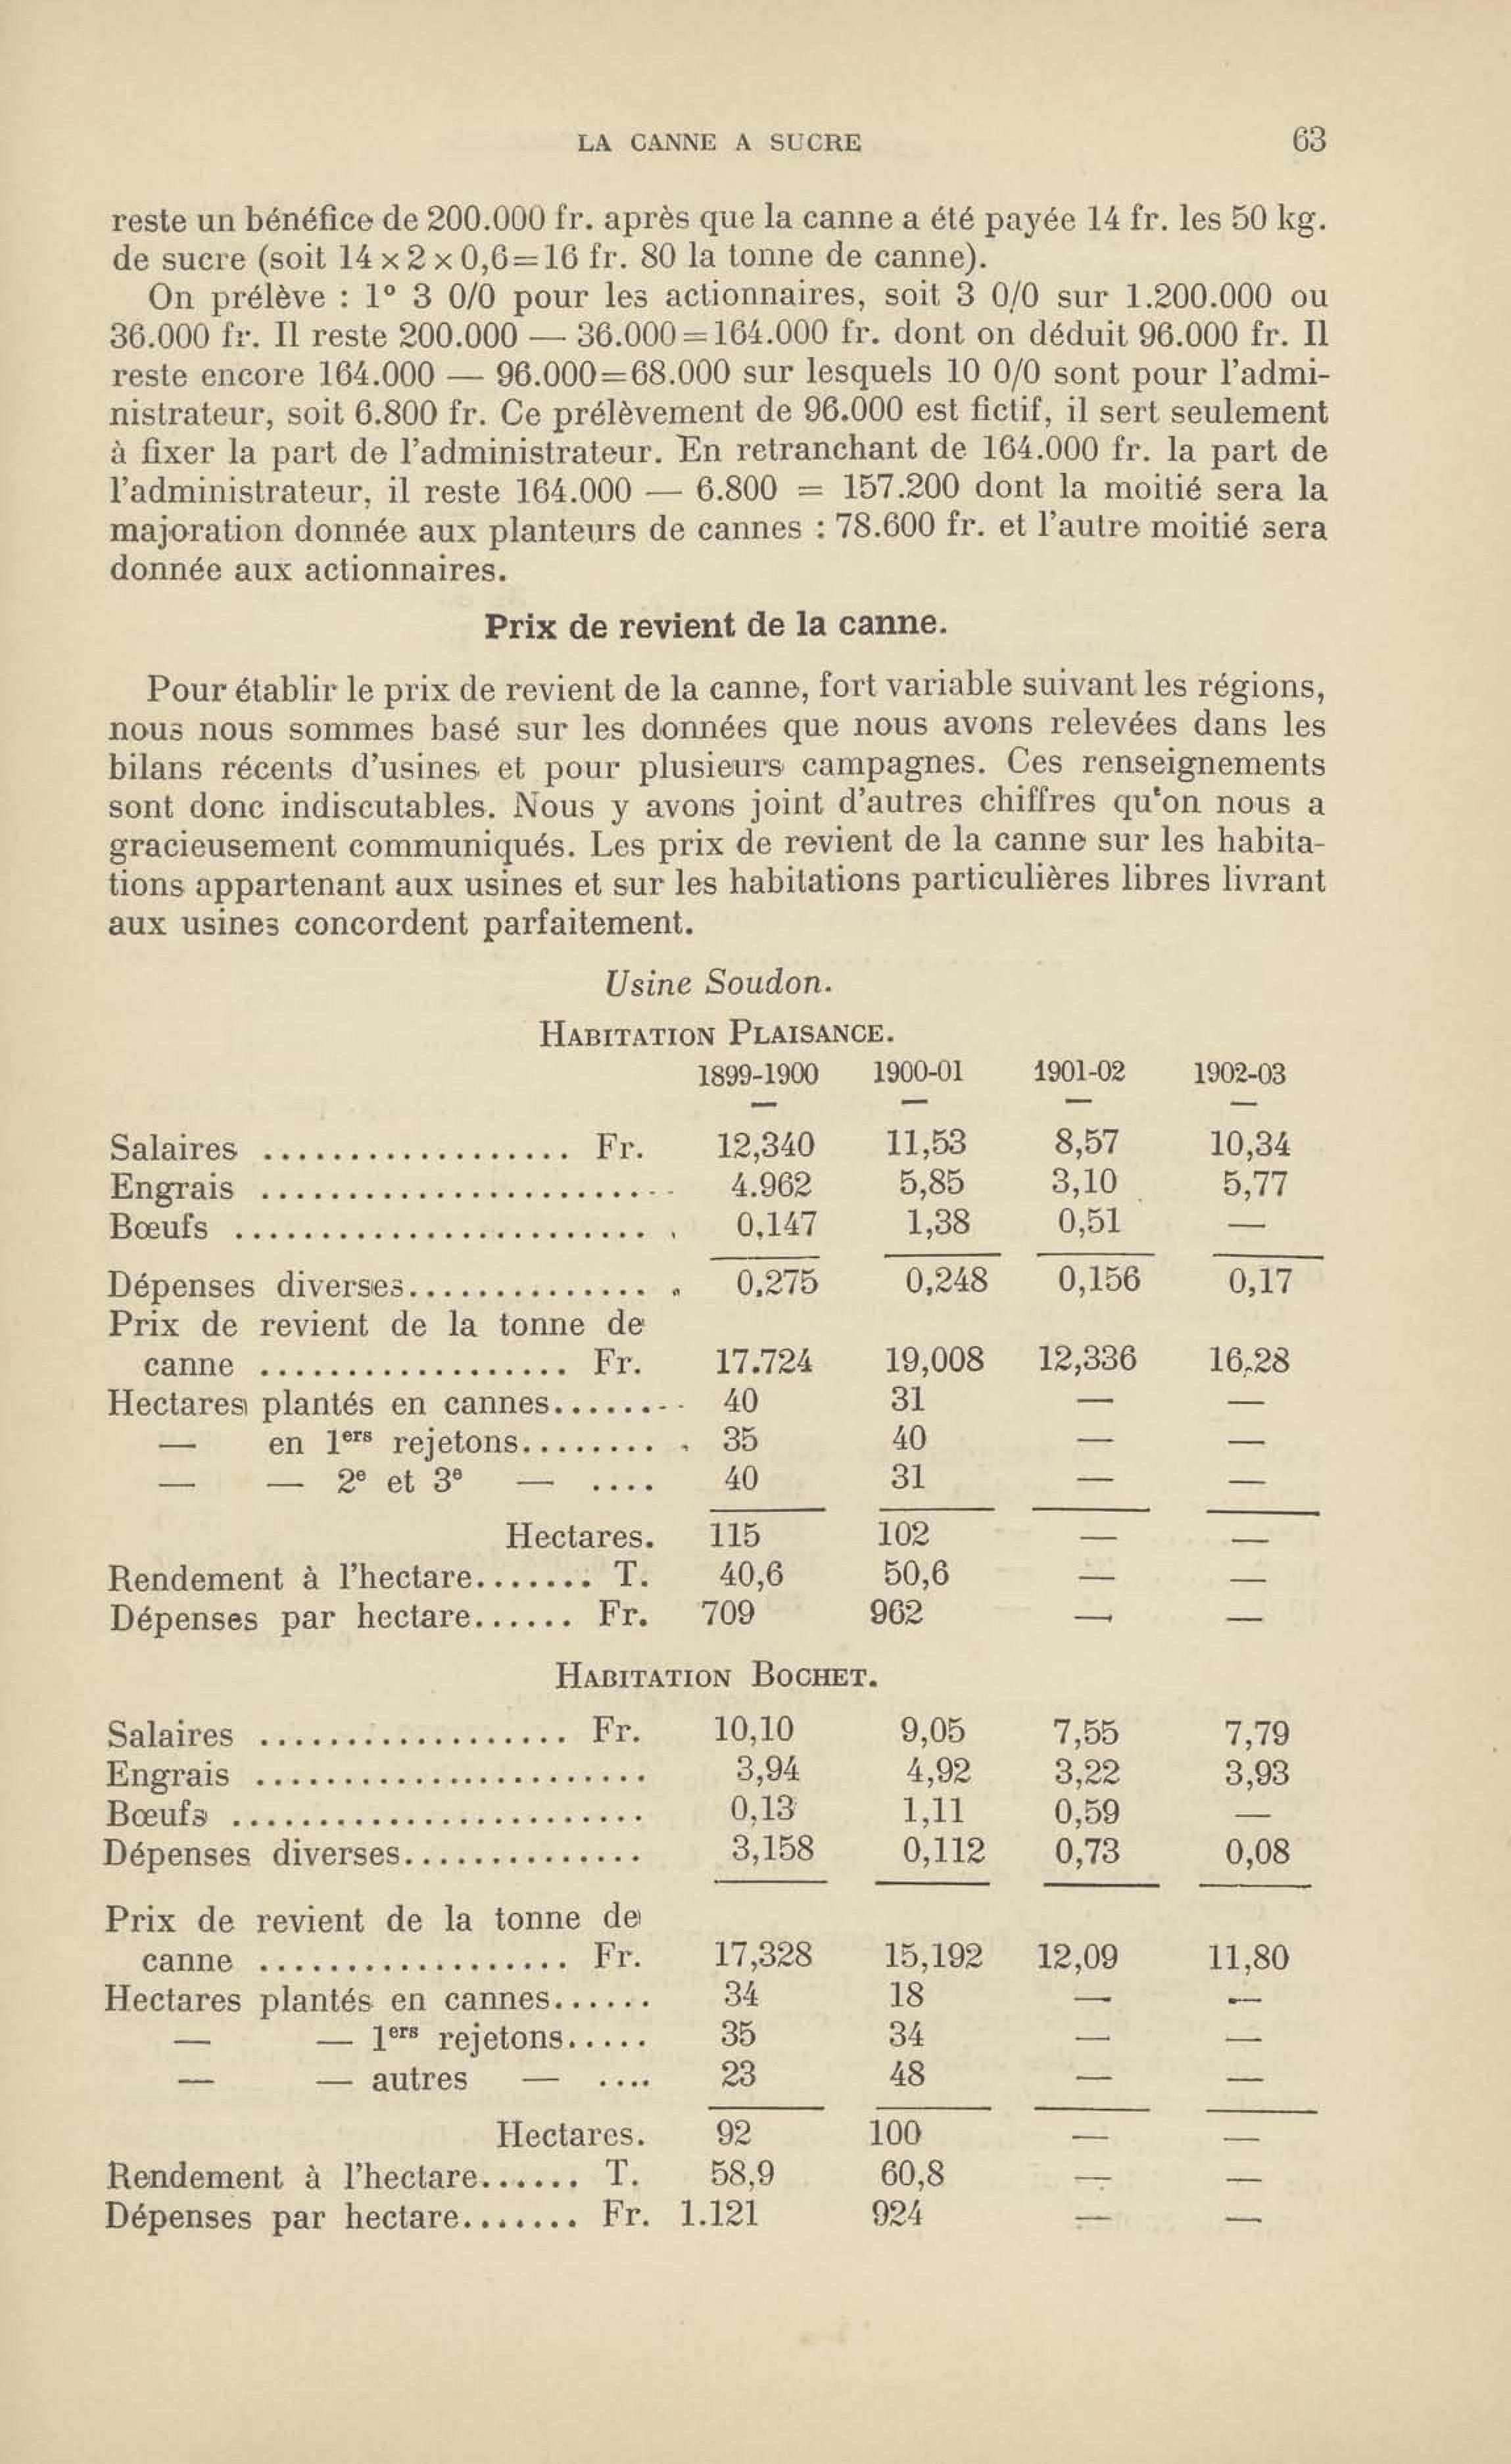 LA CANNE A SUCRE 63
reste un bénéfice de 200.000 fr. après que la canne a été payée 14 fr. les 50 kg.
de sucre (soit 14 × 2 × 0,6=16 fr. 80 la tonne de canne).
On prélève : 1° 3 0/0 pour les actionnaires, soit 3 0/0 sur 1.200.000 ou
36.000 fr. Il reste 200.000 — 36.000=164.000 fr. dont on déduit 96.000 fr. Il
reste encore 164.000 — 96.000=68.000 sur lesquels 10 0/0 sont pour l'admi-
nistrateur, soit 6.800 fr. Ce prélèvement de 96.000 est fictif, il sert seulement
à fixer la part de l'administrateur. En retranchant de 164.000 fr. la part de
l'administrateur, il reste 164.000 — 6.800 = 157.200 dont la moitié sera la
majoration donnée aux planteurs de cannes : 78.600 fr. et l'autre moitié sera
donnée aux actionnaires.
Prix de revient de la canne.
Pour établir le prix de revient de la canne, fort variable suivant les régions,
nous nous sommes basé sur les données que nous avons relevées dans les
bilans récents d'usines et pour plusieurs campagnes. Ces renseignements
sont donc indiscutables. Nous y avons joint d'autres chiffres qu'on nous a
gracieusement communiqués. Les prix de revient de la canne sur les habita-
tions appartenant aux usines et sur les habitations particulières libres livrant
aux usines concordent parfaitement.
Usine Soudon.
HABITATION PLAISANCE.
1899-1900 1900-01 1901-02 1902-03
— — — —
Salaires .................. Fr. 12,340 11,53 8,57 10,34
Engrais ........................ 4.962 5,85 3,10 5,77
Bœufs ........................ 0,147 1,38 0,51 —
Dépenses diverses............... 0,275 0,248 0,156 0,17
Prix de revient de la tonne de
canne .................. Fr. 17.724 19,008 12,336 16,28
Hectares plantés en cannes........ 40 31 — —
— en 1ers rejetons......... 35 40 — —
— — 2e et 3e — .... 40 31 — —
Hectares. 115 102 — —
Rendement à l'hectare....... T. 40,6 50,6 — —
Dépenses par hectare...... Fr. 709 962 — —
HABITATION BOCHET.
Salaires .................. Fr. 10,10 9,05 7,55 7,79
Engrais ....................... 3,94 4,92 3,22 3,93
Bœufs ........................ 0,13 1,11 0,59 —
Dépenses diverses.............. 3,158 0,112 0,73 0,08
Prix de revient de la tonne de
canne .................. Fr. 17,328 15,192 12,09 11,80
Hectares plantés en cannes...... 34 18 — —
— — 1ers rejetons..... 35 34 — —
— — autres — .... 23 48 — —
Hectares. 92 100 — —
Rendement à l'hectare...... T. 58,9 60,8 — —
Dépenses par hectare....... Fr. 1.121 924 — —